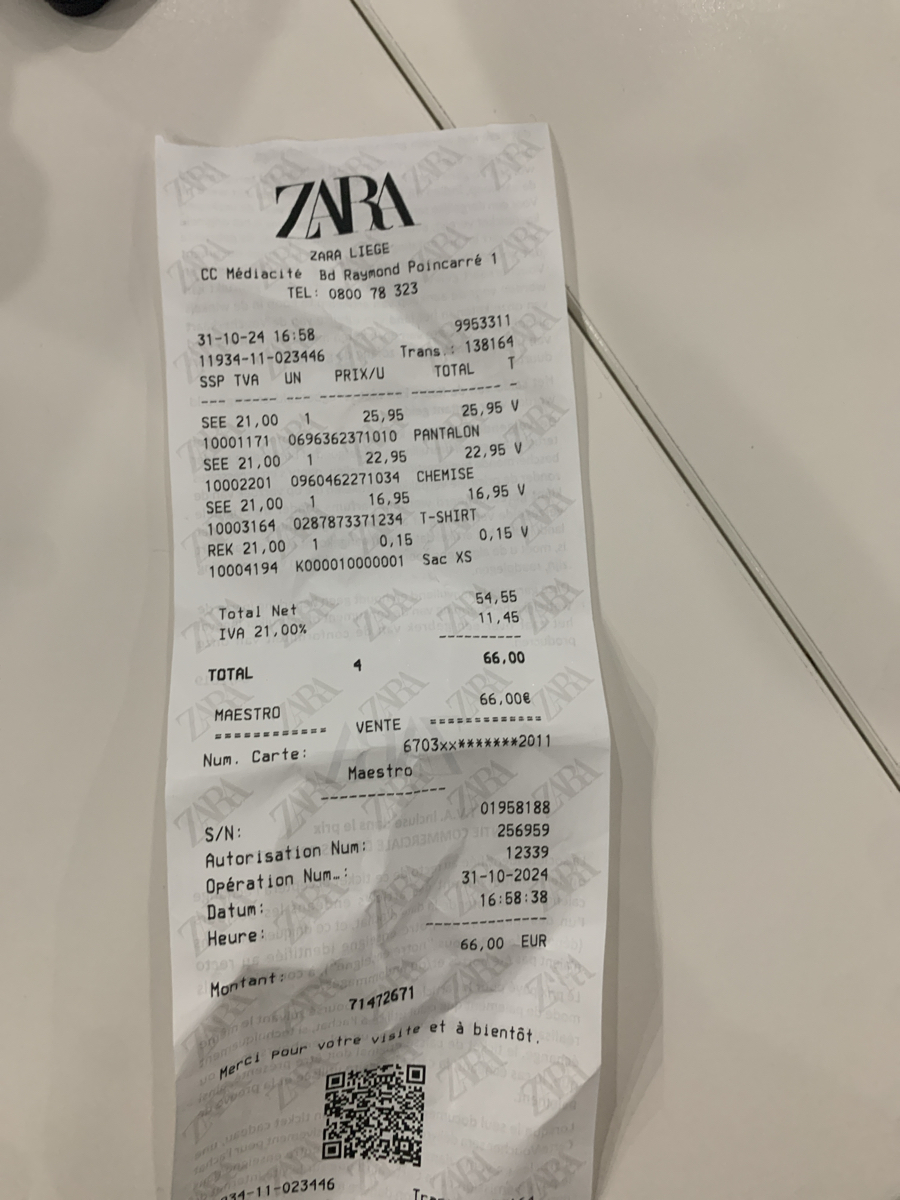 ZARA
ZARA LIEGE
CC Médiacité Bd Raymond Poincarré 1
TEL: 0800 78 323
31-10-24 16:58 9953311
11934-11-023446 Trans.: 138164
SSP TVA UN PRIX/U TOTAL T
--- ----- --- ---------- ----------- -
SEE 21,00 1 25,95 25,95 V
10001171 0696362371010 PANTALON
SEE 21,00 1 22,95 22,95 V
10002201 0960462271034 CHEMISE
SEE 21,00 1 16,95 16,95 V
10003164 0287873371234 T-SHIRT
REK 21,00 1 0,15 0,15 V
10004194 K000010000001 Sac XS
Total Net 54,55
IVA 21,00% 11,45
----------
TOTAL 4 66,00
MAESTRO 66,00€
============ VENTE ============
Num. Carte: 6703xx*******2011
Maestro
--------------
S/N: 01958188
Autorisation Num: 256959
Opération Num…: 12339
Datum: 31-10-2024
Heure: 16:58:38
--------------
Montant: 66,00 EUR
71472671
Merci pour votre visite et à bientôt.
34-11-023446